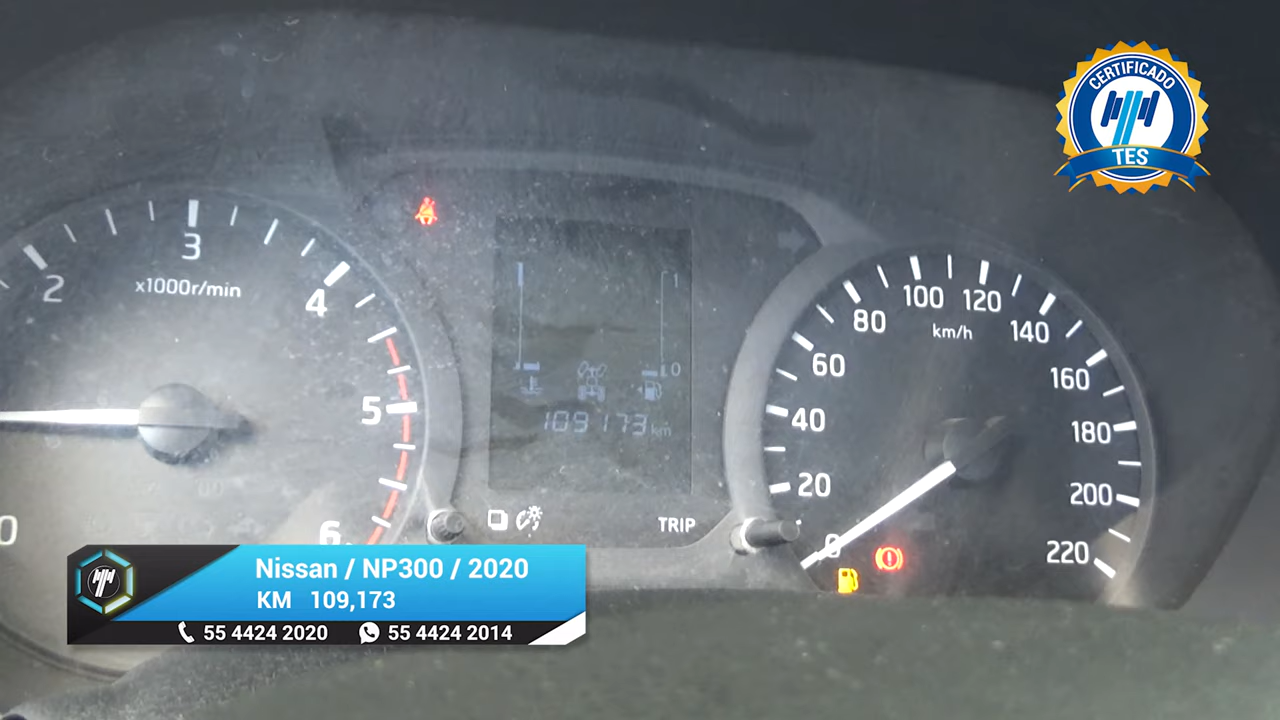 CERTIFICADO
TES
2
3
4
5
6
0
x1000r/min
1
0
109173 km
TRIP
0
20
40
60
80
100
120
140
160
180
200
220
km/h
Nissan / NP300 / 2020
KM 109,173
55 4424 2020 55 4424 2014